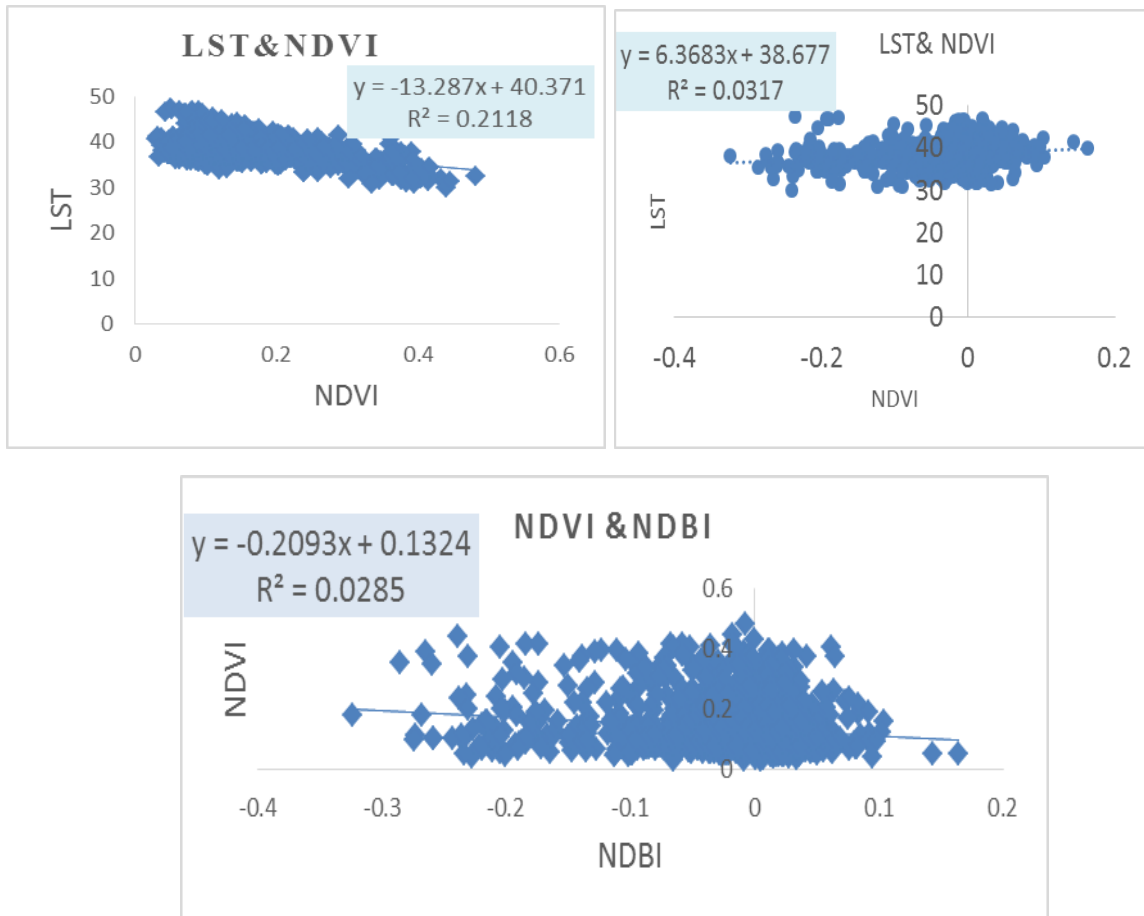 LST&NDVI
y = -13.287x + 40.371
R² = 0.2118
50
40
30
20
10
0
LST
0 0.2 0.4 0.6
NDVI
LST& NDVI
y = 6.3683x + 38.677
R² = 0.0317
50
40
30
20
10
0
LST
-0.4 -0.2 0 0.2
NDVI
NDVI &NDBI
y = -0.2093x + 0.1324
R² = 0.0285
0.6
0.4
0.2
0
NDVI
-0.4 -0.3 -0.2 -0.1 0 0.1 0.2
NDBI